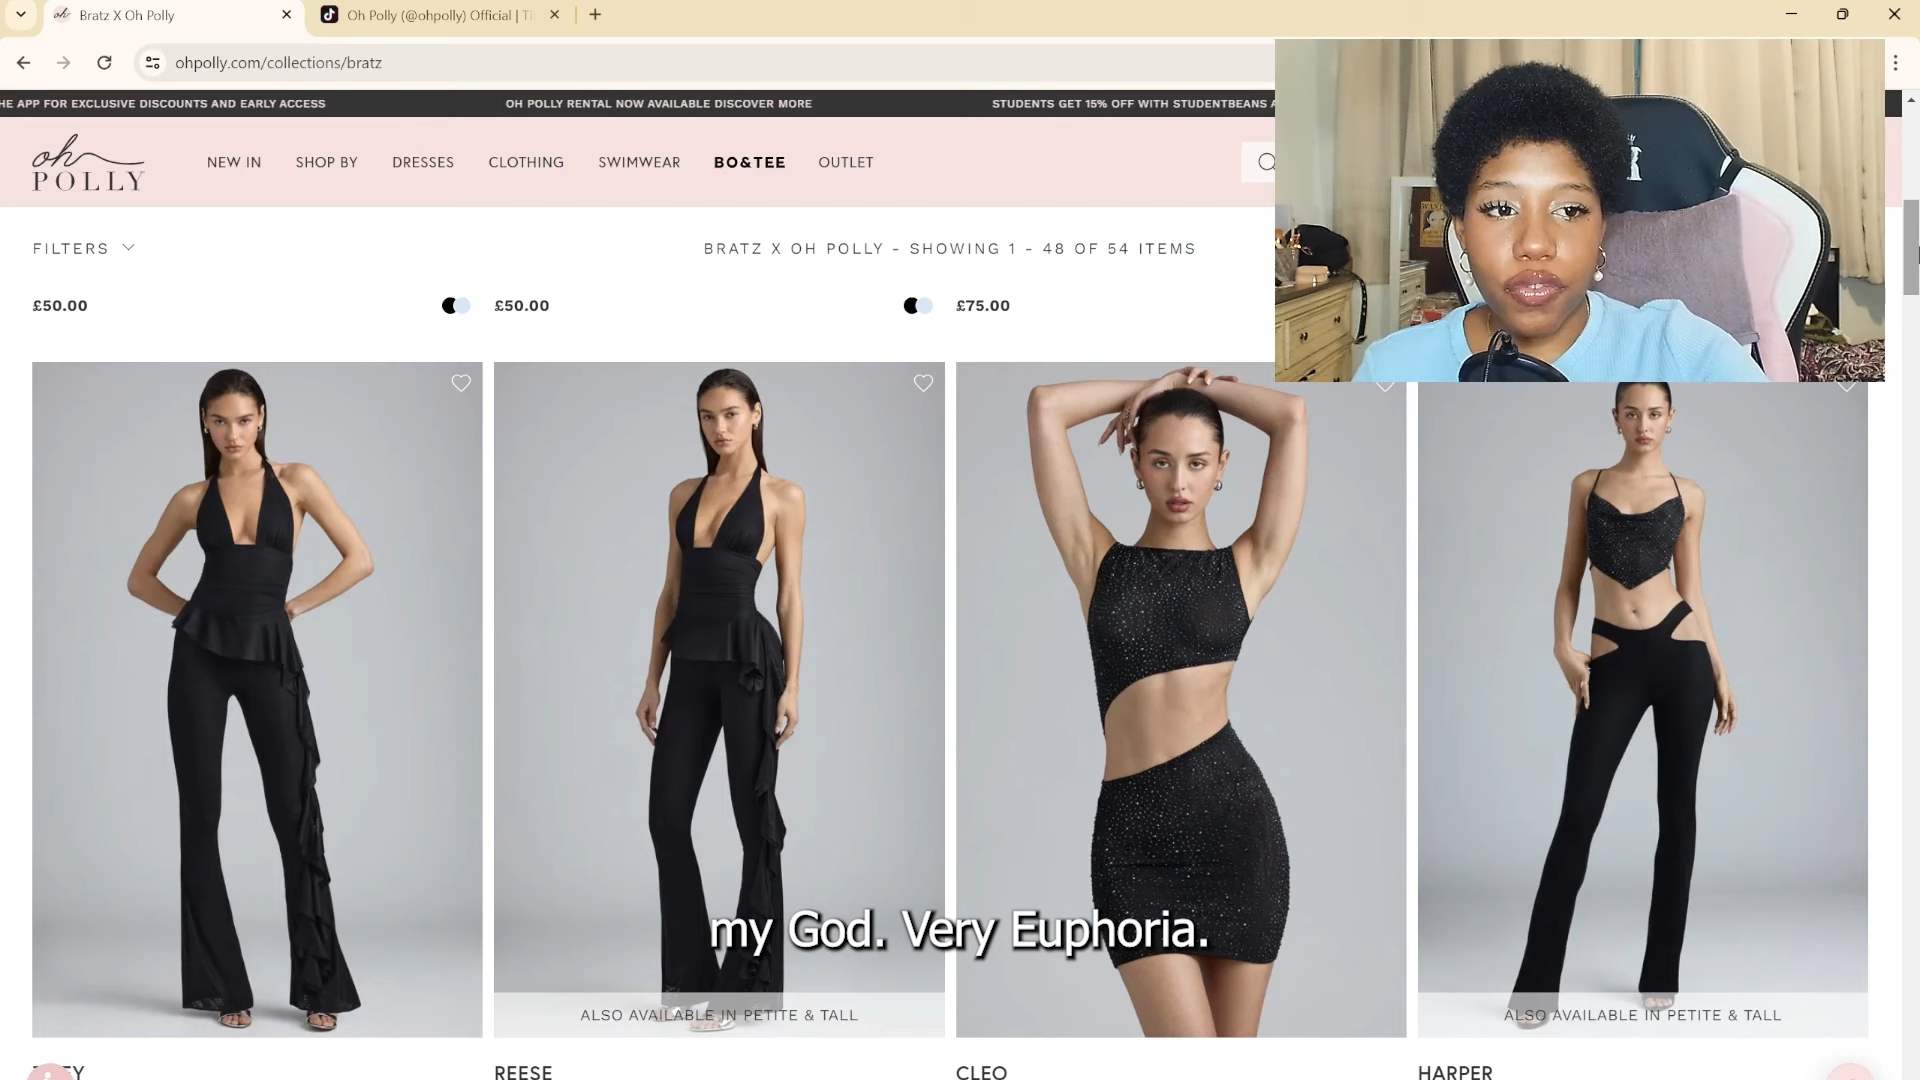 Bratz X Oh Polly
Oh Polly (@ohpolly) Official |
ohpolly.com/collections/bratz
HE APP FOR EXCLUSIVE DISCOUNTS AND EARLY ACCESS
OH POLLY RENTAL NOW AVAILABLE DISCOVER MORE
STUDENTS GET 15% OFF WITH STUDENTBEANS
oh POLLY
NEW IN
SHOP BY
DRESSES
CLOTHING
SWIMWEAR
BO&TEE
OUTLET
FILTERS
BRATZ X OH POLLY - SHOWING 1 - 48 OF 54 ITEMS
£50.00
£50.00
£75.00
my God. Very Euphoria.
ALSO AVAILABLE IN PETITE & TALL
ALSO AVAILABLE IN PETITE & TALL
REESE
CLEO
HARPER